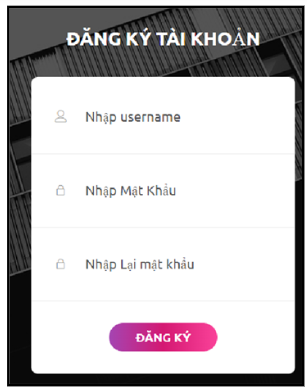 ĐĂNG KÝ TÀI KHOẢN
Nhập username
Nhập Mật Khẩu
Nhập Lại mật khẩu
ĐĂNG KÝ